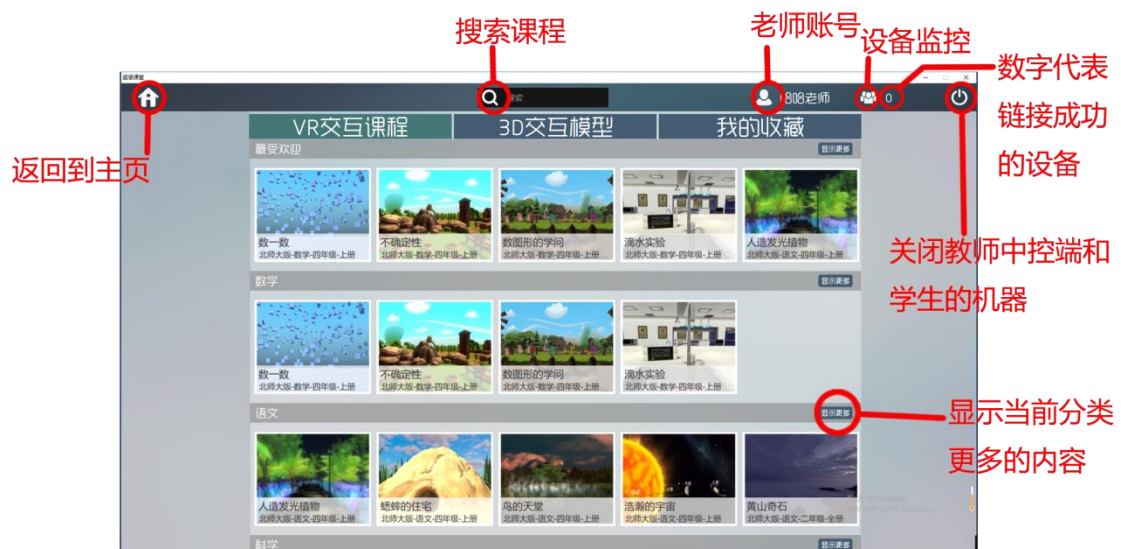 搜索课程
老师账号
设备监控
数字代表
链接成功
的设备
超级课堂
搜索
哈哈老师
0
VR交互课程
3D交互模型
我的收藏
返回到主页
最受欢迎
显示更多
数一数
北师大版-数学-四年级-上册
不确定性
北师大版-数学-四年级-上册
数图形的学问
北师大版-数学-四年级-上册
滴水实验
北师大版-数学-四年级-上册
人造发光植物
北师大版-语文-四年级-上册
关闭教师中控端和
学生的机器
数学
显示更多
数一数
北师大版-数学-四年级-上册
不确定性
北师大版-数学-四年级-上册
数图形的学问
北师大版-数学-四年级-上册
滴水实验
北师大版-数学-四年级-上册
语文
显示更多
显示当前分类
更多的内容
人造发光植物
北师大版-语文-四年级-上册
蟋蟀的住宅
北师大版-语文-四年级-上册
鸟的天堂
北师大版-语文-四年级-上册
浩瀚的宇宙
北师大版-语文-四年级-上册
黄山奇石
北师大版-语文-二年级-全册
科学
显示更多